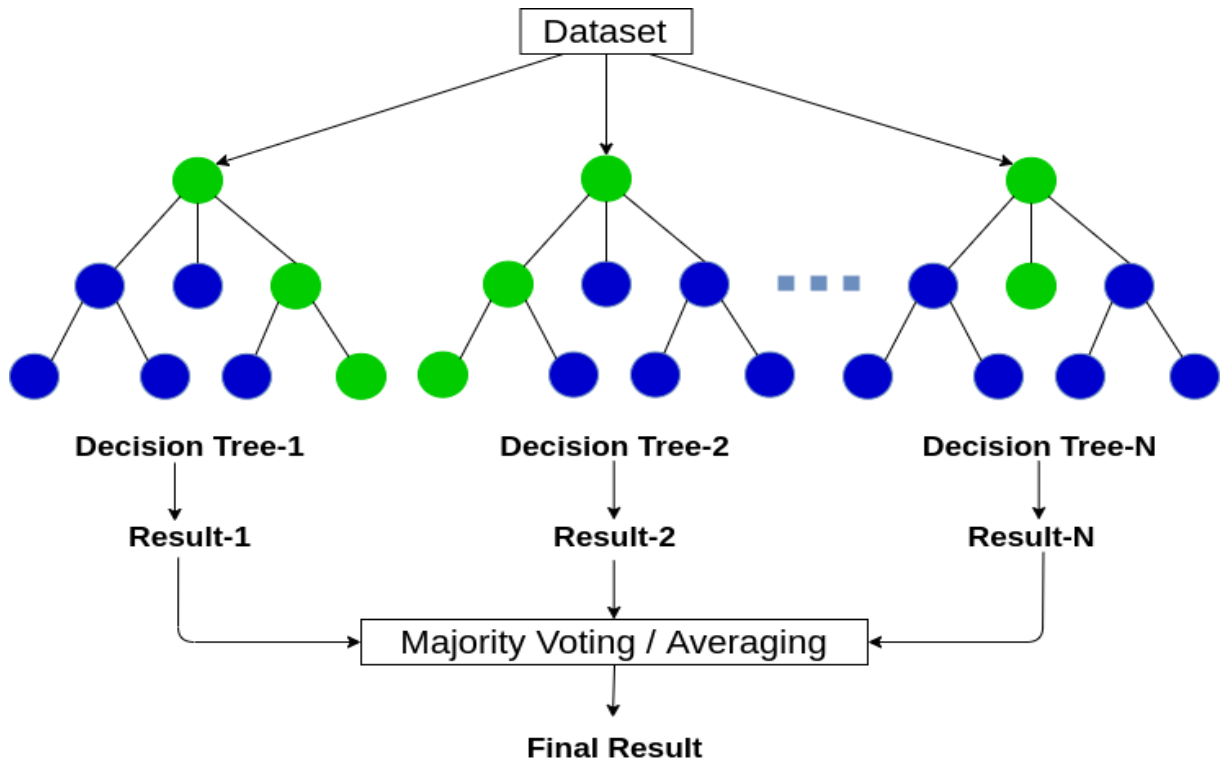 Dataset
Decision Tree-1
Decision Tree-2
Decision Tree-N
Result-1
Result-2
Result-N
Majority Voting / Averaging
Final Result